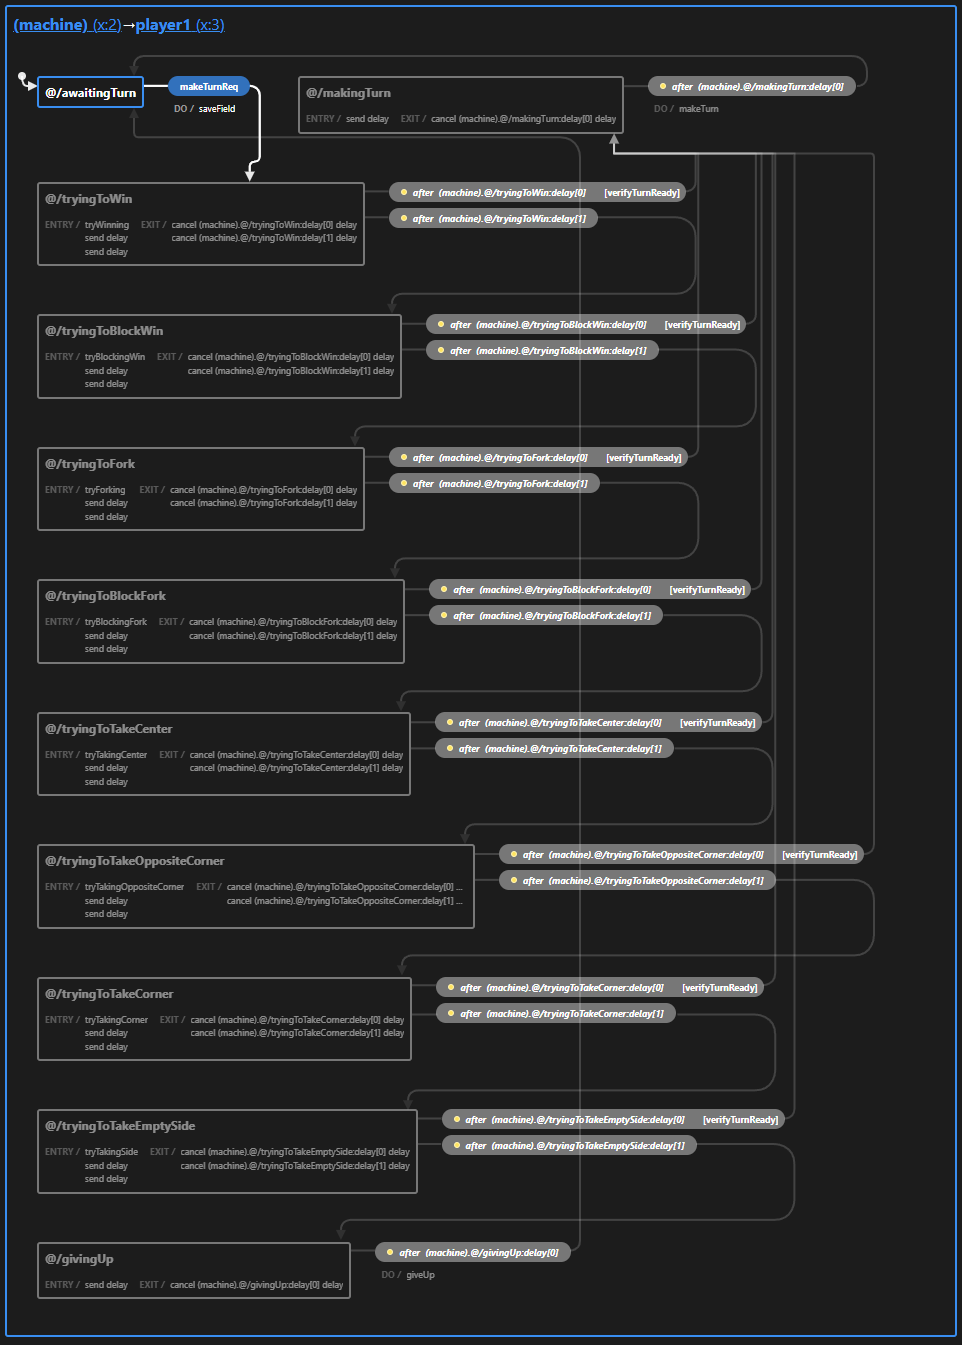 (machine) (x:2)→player1 (x:3)
@/awaitingTurn
makeTurnReq
DO / saveField
@/makingTurn
ENTRY / send delay EXIT / cancel (machine).@/makingTurn:delay[0] delay
after (machine).@/makingTurn:delay[0]
DO / makeTurn
@/tryingToWin
ENTRY / tryWinning EXIT / cancel (machine).@/tryingToWin:delay[0] delay
send delay cancel (machine).@/tryingToWin:delay[1] delay
send delay
after (machine).@/tryingToWin:delay[0] [verifyTurnReady]
after (machine).@/tryingToWin:delay[1]
@/tryingToBlockWin
ENTRY / tryBlockingWin EXIT / cancel (machine).@/tryingToBlockWin:delay[0] delay
send delay cancel (machine).@/tryingToBlockWin:delay[1] delay
send delay
after (machine).@/tryingToBlockWin:delay[0] [verifyTurnReady]
after (machine).@/tryingToBlockWin:delay[1]
@/tryingToFork
ENTRY / tryForking EXIT / cancel (machine).@/tryingToFork:delay[0] delay
send delay cancel (machine).@/tryingToFork:delay[1] delay
send delay
after (machine).@/tryingToFork:delay[0] [verifyTurnReady]
after (machine).@/tryingToFork:delay[1]
@/tryingToBlockFork
ENTRY / tryBlockingFork EXIT / cancel (machine).@/tryingToBlockFork:delay[0] delay
send delay cancel (machine).@/tryingToBlockFork:delay[1] delay
send delay
after (machine).@/tryingToBlockFork:delay[0] [verifyTurnReady]
after (machine).@/tryingToBlockFork:delay[1]
@/tryingToTakeCenter
ENTRY / tryTakingCenter EXIT / cancel (machine).@/tryingToTakeCenter:delay[0] delay
send delay cancel (machine).@/tryingToTakeCenter:delay[1] delay
send delay
after (machine).@/tryingToTakeCenter:delay[0] [verifyTurnReady]
after (machine).@/tryingToTakeCenter:delay[1]
@/tryingToTakeOppositeCorner
ENTRY / tryTakingOppositeCorner EXIT / cancel (machine).@/tryingToTakeOppositeCorner:delay[0] ...
send delay cancel (machine).@/tryingToTakeOppositeCorner:delay[1] ...
send delay
after (machine).@/tryingToTakeOppositeCorner:delay[0] [verifyTurnReady]
after (machine).@/tryingToTakeOppositeCorner:delay[1]
@/tryingToTakeCorner
ENTRY / tryTakingCorner EXIT / cancel (machine).@/tryingToTakeCorner:delay[0] delay
send delay cancel (machine).@/tryingToTakeCorner:delay[1] delay
send delay
after (machine).@/tryingToTakeCorner:delay[0] [verifyTurnReady]
after (machine).@/tryingToTakeCorner:delay[1]
@/tryingToTakeEmptySide
ENTRY / tryTakingSide EXIT / cancel (machine).@/tryingToTakeEmptySide:delay[0] delay
send delay cancel (machine).@/tryingToTakeEmptySide:delay[1] delay
send delay
after (machine).@/tryingToTakeEmptySide:delay[0] [verifyTurnReady]
after (machine).@/tryingToTakeEmptySide:delay[1]
@/givingUp
ENTRY / send delay EXIT / cancel (machine).@/givingUp:delay[0] delay
after (machine).@/givingUp:delay[0]
DO / giveUp